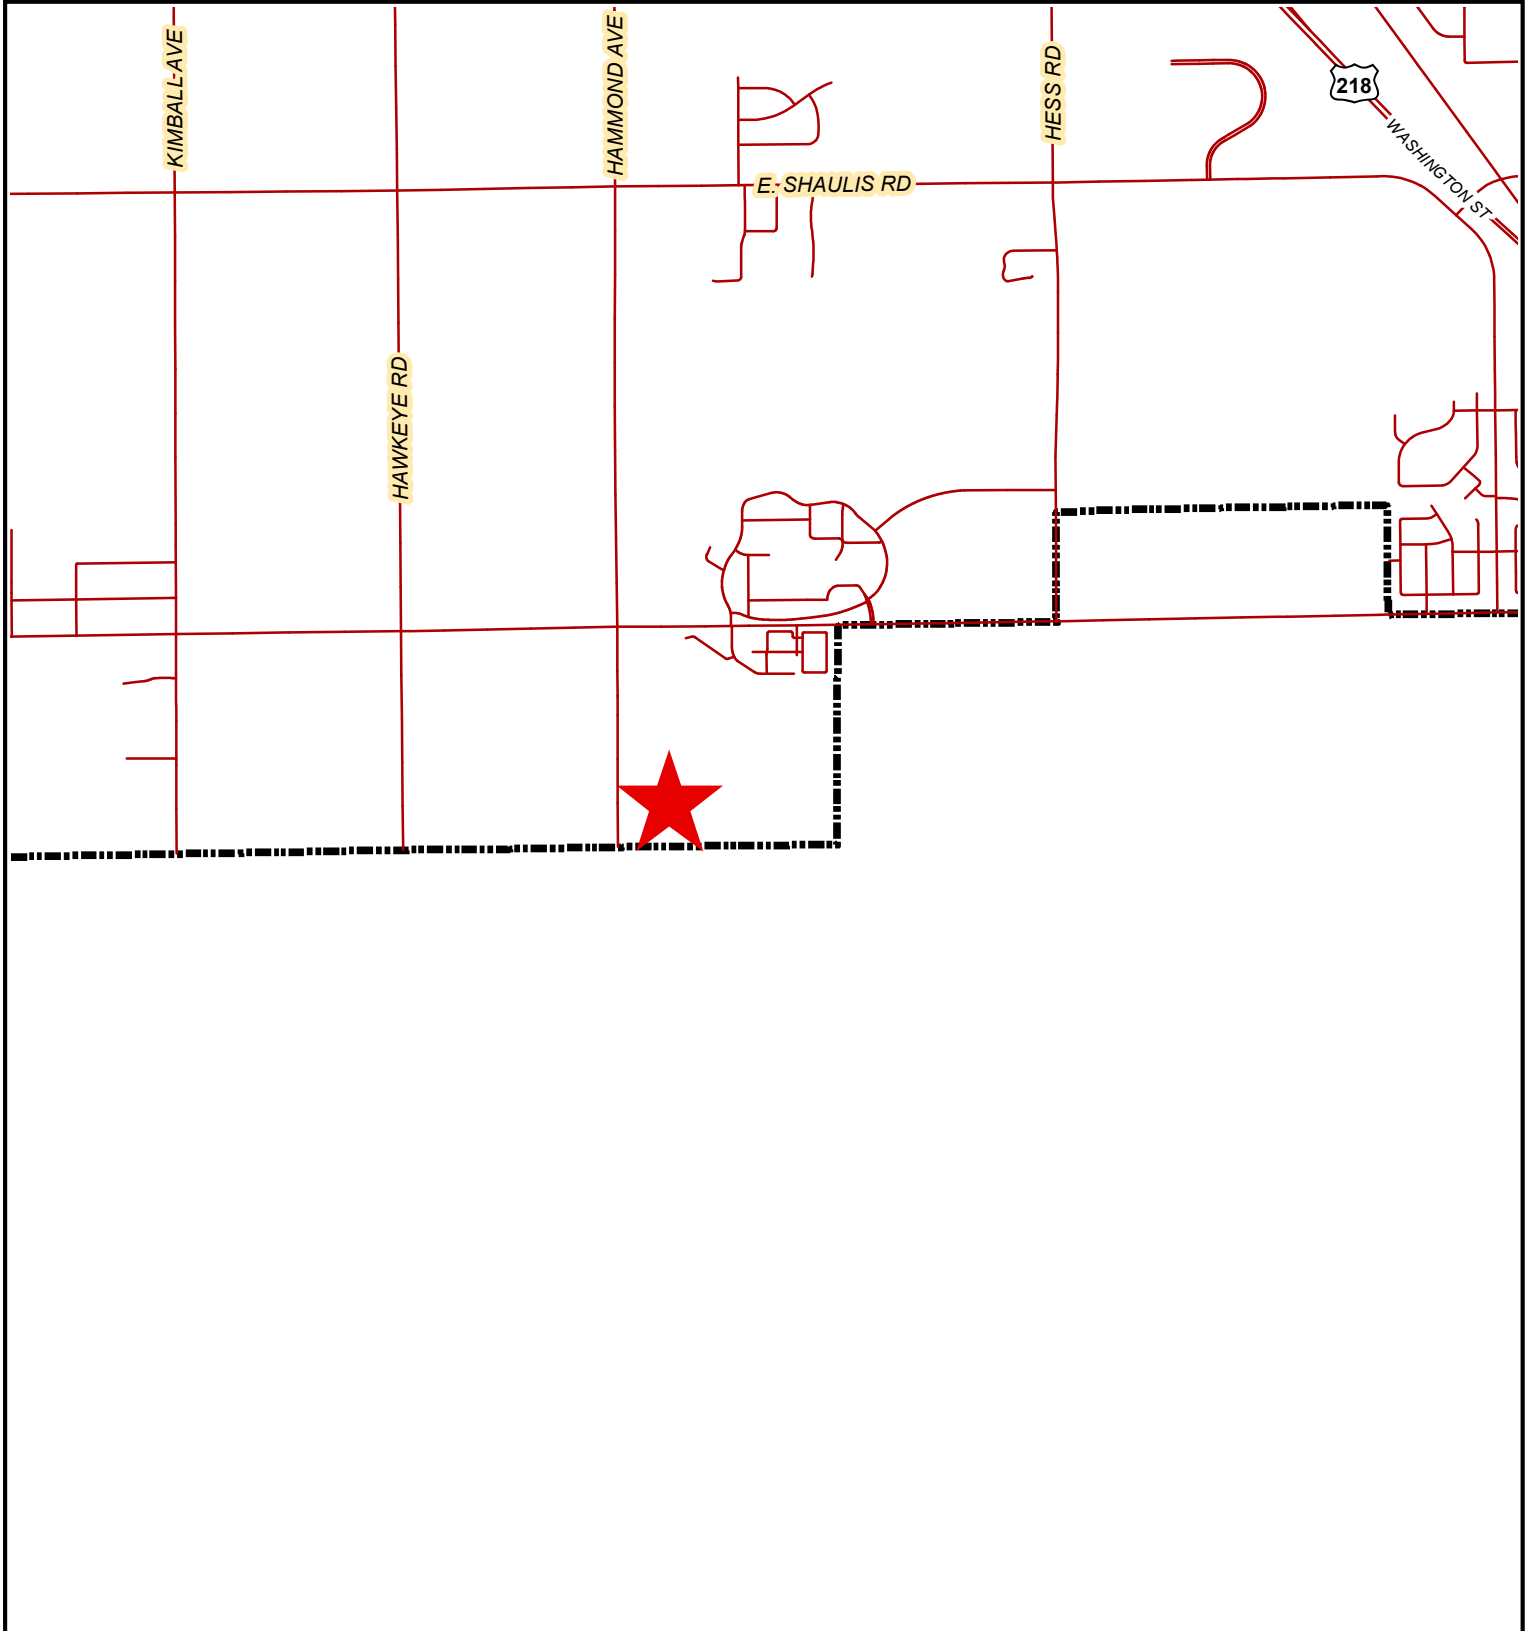 KIMBALL AVE
HAMMOND AVE
HESS RD
218
WASHINGTON ST
E. SHAULIS RD
HAWKEYE RD